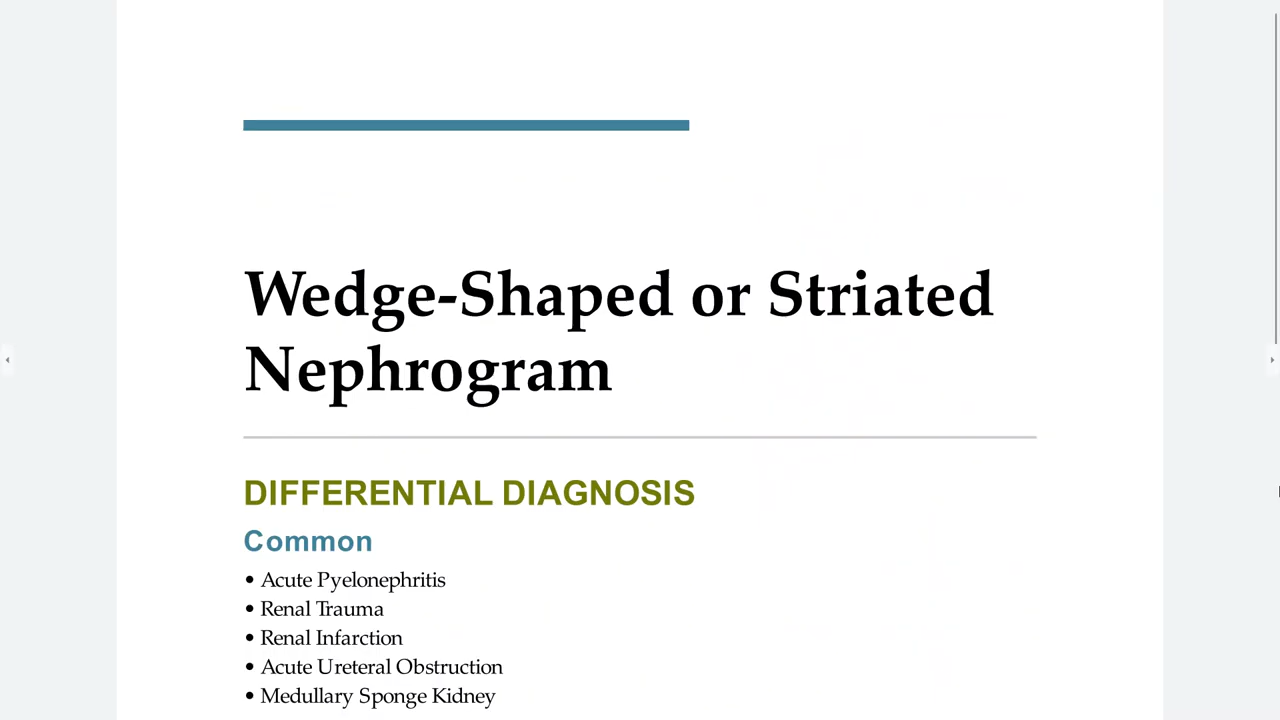 Wedge-Shaped or Striated
Nephrogram
DIFFERENTIAL DIAGNOSIS
Common
• Acute Pyelonephritis
• Renal Trauma
• Renal Infarction
• Acute Ureteral Obstruction
• Medullary Sponge Kidney